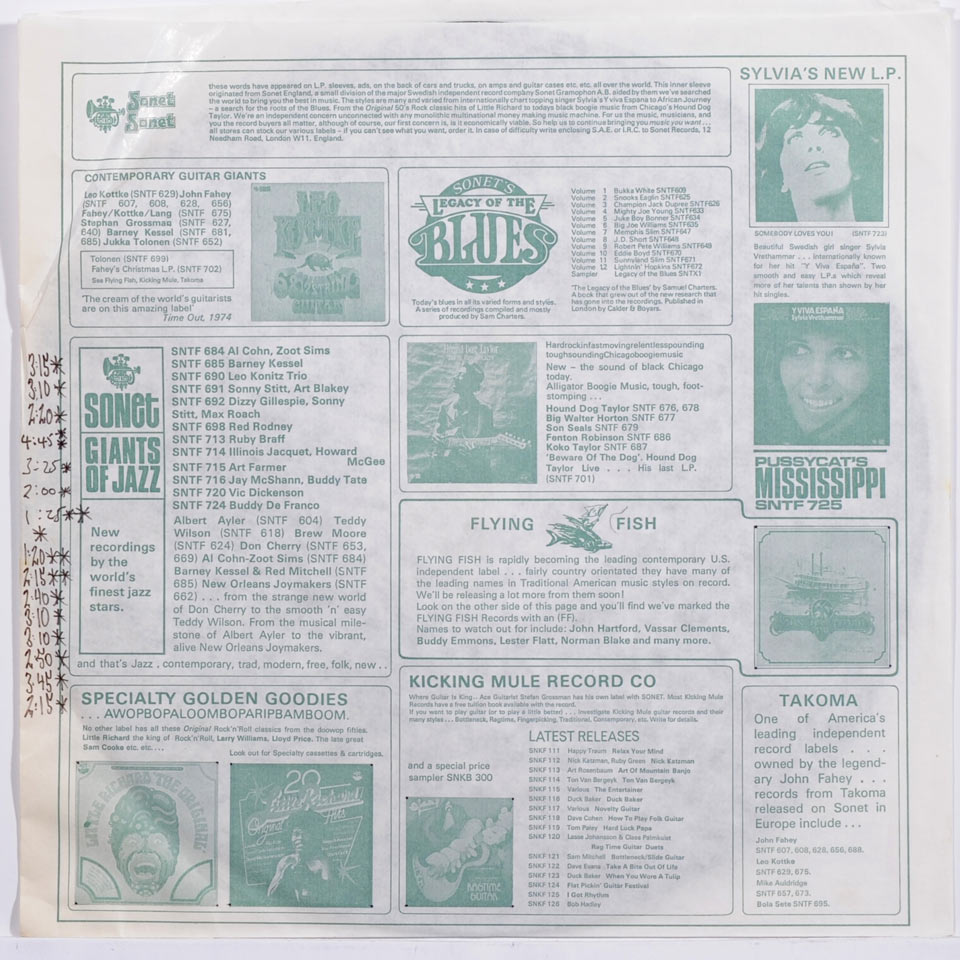 Sonet
Sonet
these words have appeared on L.P. sleeves, ads, on the back of cars and trucks, on amps and guitar cases etc. etc. all over the world. This inner sleeve
originated from Sonet England, a small division of the major Swedish independent record company Sonet Gramophon A.B. sided by them we've searched
the world to bring you the best in music. The styles are many and varied from internationally chart topping singer Sylvia's Y viva Espana to African Journey
– a search for the roots of the Blues. From the Original 50's Rock classic hits of Little Richard to todays black boogie music from Chicago's Hound Dog
Taylor. We're an independent concern unconnected with any monolithic multinational money making music machine. For us the music, musicians, and
you the record buyers all matter, although of course, our first concern is, is it economically viable. So help us to continue bringing you music you want . . .
all stores can stock our various labels – if you can't see what you want, order it. In case of difficulty write enclosing S.A.E. or I.R.C. to Sonet Records, 12
Needham Road, London W11. England.
CONTEMPORARY GUITAR GIANTS
Leo Kottke (SNTF 629) John Fahey
(SNTF 607, 608, 628, 656)
Fahey/Kottke/Lang (SNTF 675)
Stephan Grossman (SNTF 627,
640) Barney Kessel (SNTF 681,
685) Jukka Tolonen (SNTF 652)
Tolonen (SNTF 699)
Fahey's Christmas L.P. (SNTF 702)
See Flying Fish, Kicking Mule, Takoma
'The cream of the world's guitarists
are on this amazing label'
Time Out, 1974
SONET'S
LEGACY OF THE
BLUES
Today's blues in all its varied forms and styles.
A series of recordings compiled and mostly
produced by Sam Charters.
Volume 1 Bukka White SNTF609
Volume 2 Snooks Eaglin SNTF625
Volume 3 Champion Jack Dupree SNTF626
Volume 4 Mighty Joe Young SNTF633
Volume 5 Juke Boy Bonner SNTF634
Volume 6 Big Joe Williams SNTF635
Volume 7 Memphis Slim SNTF647
Volume 8 J.D. Short SNTF648
Volume 9 Robert Pete Williams SNTF649
Volume 10 Eddie Boyd SNTF670
Volume 11 Sunnyland Slim SNTF671
Volume 12 Lightnin' Hopkins SNTF672
Sampler Legacy of the Blues SNTX1
'The Legacy of the Blues' by Samuel Charters.
A book that grew out of the new research that
has gone into the recordings. Published in
London by Calder & Boyars.
SYLVIA'S NEW L.P.
SOMEBODY LOVES YOU! (SNTF 723)
Beautiful Swedish girl singer Sylvia
Vrethammar . . . internationally known
for her hit "Y Viva España". Two
smooth and easy L.P.s which reveal
more of her talents than shown by her
hit singles.
Y VIVA ESPAÑA
Sylvia Vrethammar
PUSSYCAT'S
MISSISSIPPI
SNTF 725
3:15*
3:10*
2:20*
4:45*
3:25*
2:00*
1:25**
*
1:20**
2:15**
2:40*
3:10*
3:10*
2:50*
3:45*
2:15*
SONET
GIANTS
OF JAZZ
New
recordings
by the
world's
finest jazz
stars.
SNTF 684 Al Cohn, Zoot Sims
SNTF 685 Barney Kessel
SNTF 690 Leo Konitz Trio
SNTF 691 Sonny Stitt, Art Blakey
SNTF 692 Dizzy Gillespie, Sonny
Stitt, Max Roach
SNTF 698 Red Rodney
SNTF 713 Ruby Braff
SNTF 714 Illinois Jacquet, Howard
McGee
SNTF 715 Art Farmer
SNTF 716 Jay McShann, Buddy Tate
SNTF 720 Vic Dickenson
SNTF 724 Buddy De Franco
Albert Ayler (SNTF 604) Teddy
Wilson (SNTF 618) Brew Moore
(SNTF 624) Don Cherry (SNTF 653,
669) Al Cohn-Zoot Sims (SNTF 684)
Barney Kessel & Red Mitchell (SNTF
685) New Orleans Joymakers (SNTF
662) . . . from the strange new world
of Don Cherry to the smooth 'n' easy
Teddy Wilson. From the musical mile-
stone of Albert Ayler to the vibrant,
alive New Orleans Joymakers.
and that's Jazz . contemporary, trad, modern, free, folk, new . .
Hound Dog Taylor
Hardrockinfastmovingrelentlesspounding
toughsoundingChicagoboogiemusic
New – the sound of black Chicago
today.
Alligator Boogie Music, tough, foot-
stomping . . .
Hound Dog Taylor SNTF 676, 678
Big Walter Horton SNTF 677
Son Seals SNTF 679
Fenton Robinson SNTF 686
Koko Taylor SNTF 687
'Beware Of The Dog'. Hound Dog
Taylor Live . . . His last L.P.
(SNTF 701)
FLYING FISH
FLYING FISH is rapidly becoming the leading contemporary U.S.
independent label . . . fairly country orientated they have many of
the leading names in Traditional American music styles on record.
We'll be releasing a lot more from them soon!
Look on the other side of this page and you'll find we've marked the
FLYING FISH Records with an (FF).
Names to watch out for include: John Hartford, Vassar Clements,
Buddy Emmons, Lester Flatt, Norman Blake and many more.
SPECIALTY GOLDEN GOODIES
. . . AWOPBOPALOOMBOPARIPBAMBOOM.
No other label has all these Original Rock'n'Roll classics from the doowop fifties.
Little Richard the king of Rock'n'Roll, Larry Williams, Lloyd Price. The late great
Sam Cooke etc. etc. . .
Look out for Specialty cassettes & cartridges.
LITTLE RICHARD THE ORIGINAL
20
Little Richard
Original
Hits
KICKING MULE RECORD CO
Where Guitar is King . . Ace Guitarist Stefan Grossman has his own label with SONET. Most Kicking Mule
Records have a free tuition book available with the record.
If you want to play guitar (or to play a little better) . . . investigate Kicking Mule guitar records and their
many styles . . . Bottleneck, Ragtime, Fingerpicking, Traditional, Contemporary, etc. Write for details.
and a special price
sampler SNKB 300
RAGTIME
GUITAR
LATEST RELEASES
SNKF 111 Happy Traum Relax Your Mind
SNKF 112 Nick Katzman, Ruby Green Nick Katzman
SNKF 113 Art Rosenbaum Art Of Mountain Banjo
SNKF 114 Ton Van Bergeyk Ton Van Bergeyk
SNKF 115 Various The Entertainer
SNKF 116 Duck Baker Duck Baker
SNKF 117 Various Novelty Guitar
SNKF 118 Dave Cohen How To Play Folk Guitar
SNKF 119 Tom Paley Hard Luck Papa
SNKF 120 Lasse Johansson & Claes Palmkvist
Rag Time Guitar Duets
SNKF 121 Sam Mitchell Bottleneck/Slide Guitar
SNKF 122 Dave Evans Take A Bite Out Of Life
SNKF 123 Duck Baker When You Wore A Tulip
SNKF 124 Flat Pickin' Guitar Festival
SNKF 125 I Got Rhythm
SNKF 126 Bob Hadley
TAKOMA
One of America's
leading independent
record labels . . .
owned by the legend-
ary John Fahey . . .
records from Takoma
released on Sonet in
Europe include . . .
John Fahey
SNTF 607, 608, 628, 656, 688.
Leo Kottke
SNTF 629, 675.
Mike Auldridge
SNTF 657, 673.
Bola Sete SNTF 695.